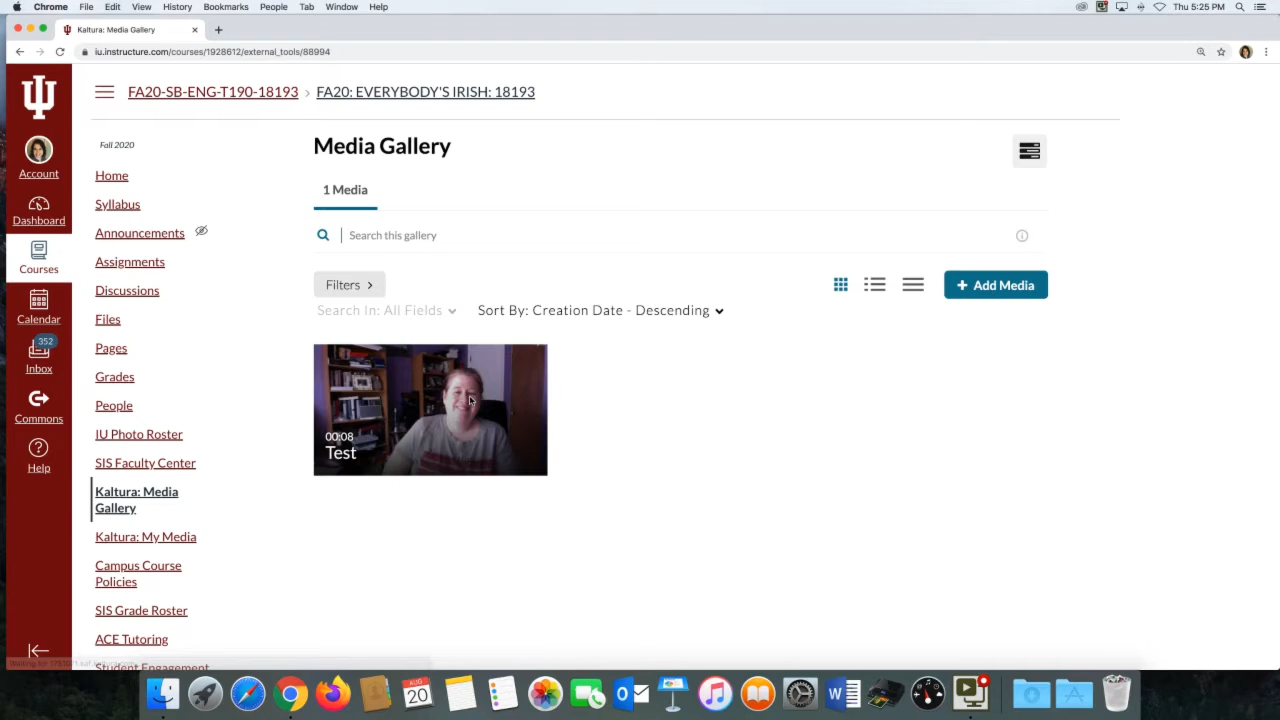 Chrome File Edit View History Bookmarks People Tab Window Help Thu 5:25 PM
Kaltura: Media Gallery
iu.instructure.com/courses/1928612/external_tools/88994
FA20-SB-ENG-T190-18193 › FA20: EVERYBODY'S IRISH: 18193
Account
Dashboard
Courses
Calendar
352
Inbox
Commons
Help
Fall 2020
Home
Syllabus
Announcements
Assignments
Discussions
Files
Pages
Grades
People
IU Photo Roster
SIS Faculty Center
Kaltura: Media
Gallery
Kaltura: My Media
Campus Course
Policies
SIS Grade Roster
ACE Tutoring
Student Engagement
Media Gallery
1 Media
Search this gallery
Filters
+ Add Media
Search In: All Fields Sort By: Creation Date - Descending
00:08
Test
AUG
20